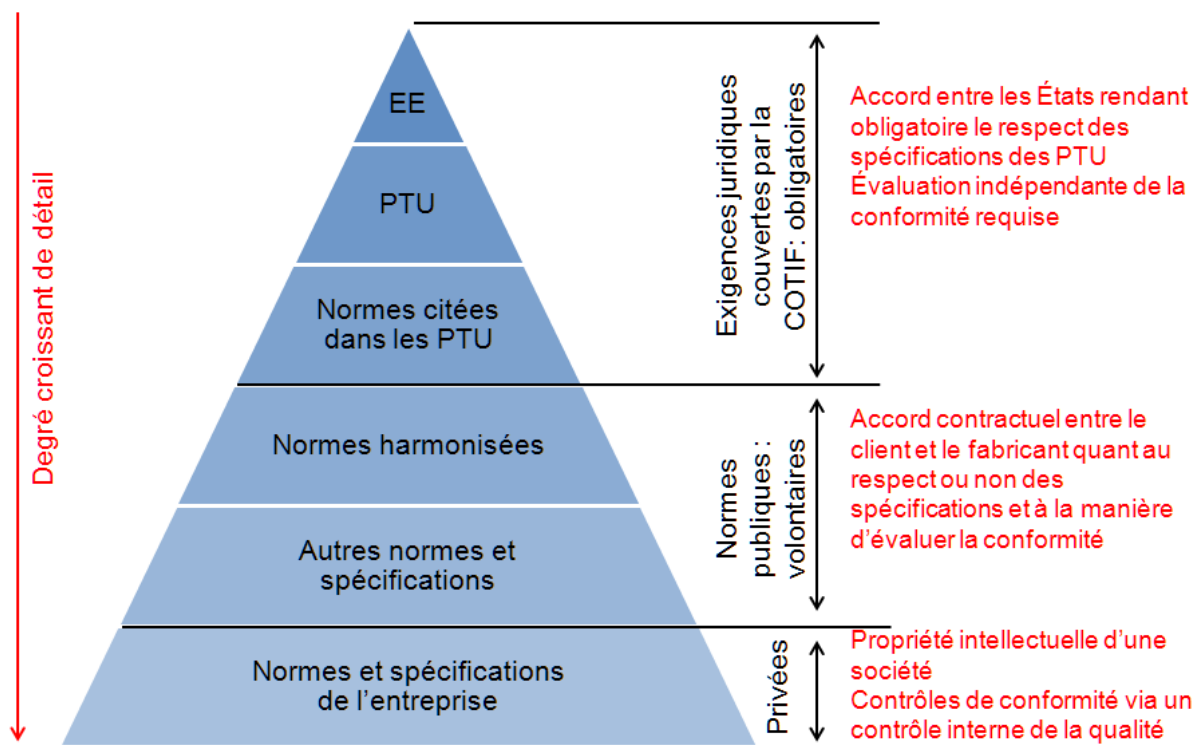 Degré croissant de détail
EE
PTU
Normes citées
dans les PTU
Normes harmonisées
Autres normes et
spécifications
Normes et spécifications
de l'entreprise
Exigences juridiques
couvertes par la
COTIF: obligatoires
Normes
publiques :
volontaires
Privées
Accord entre les États rendant
obligatoire le respect des
spécifications des PTU
Évaluation indépendante de la
conformité requise
Accord contractuel entre le
client et le fabricant quant au
respect ou non des
spécifications et à la manière
d'évaluer la conformité
Propriété intellectuelle d'une
société
Contrôles de conformité via un
contrôle interne de la qualité